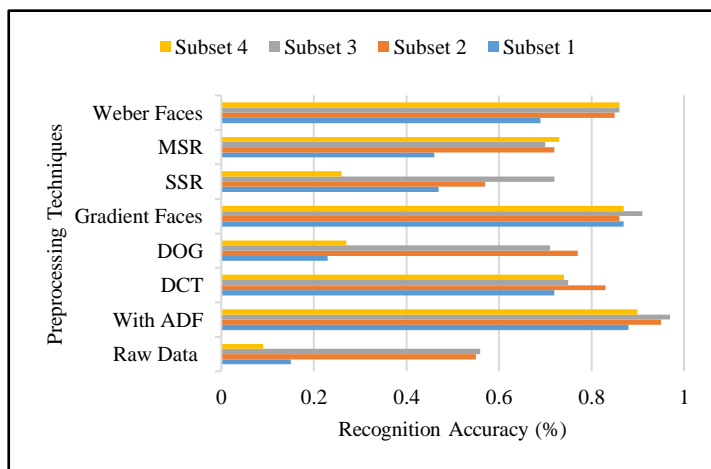 Subset 4 Subset 3 Subset 2 Subset 1
Preprocessing Techniques
Weber Faces
MSR
SSR
Gradient Faces
DOG
DCT
With ADF
Raw Data
0 0.2 0.4 0.6 0.8 1
Recognition Accuracy (%)